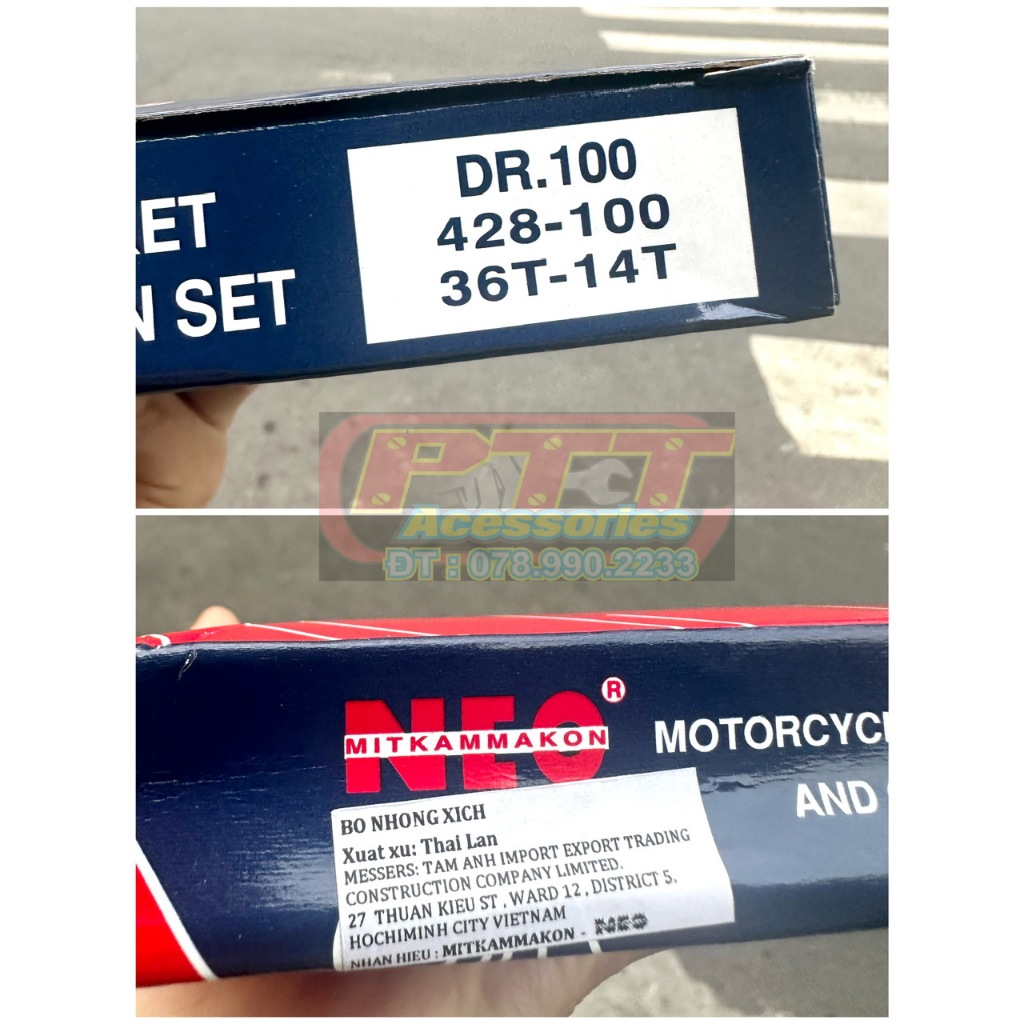 DR.100
428-100
36T-14T
ET
SET
PTT
Acessories
ĐT : 078.990.2233
NEO®
MITKAMMAKON
MOTORCYC
AND
BO NHONG XICH
Xuat xu: Thai Lan
MESSERS: TAM ANH IMPORT EXPORT TRADING
CONSTRUCTION COMPANY LIMITED.
27 THUAN KIEU ST , WARD 12 , DISTRICT 5,
HOCHIMINH CITY VIETNAM
NHAN HIEU : MITKAMMAKON - NEO